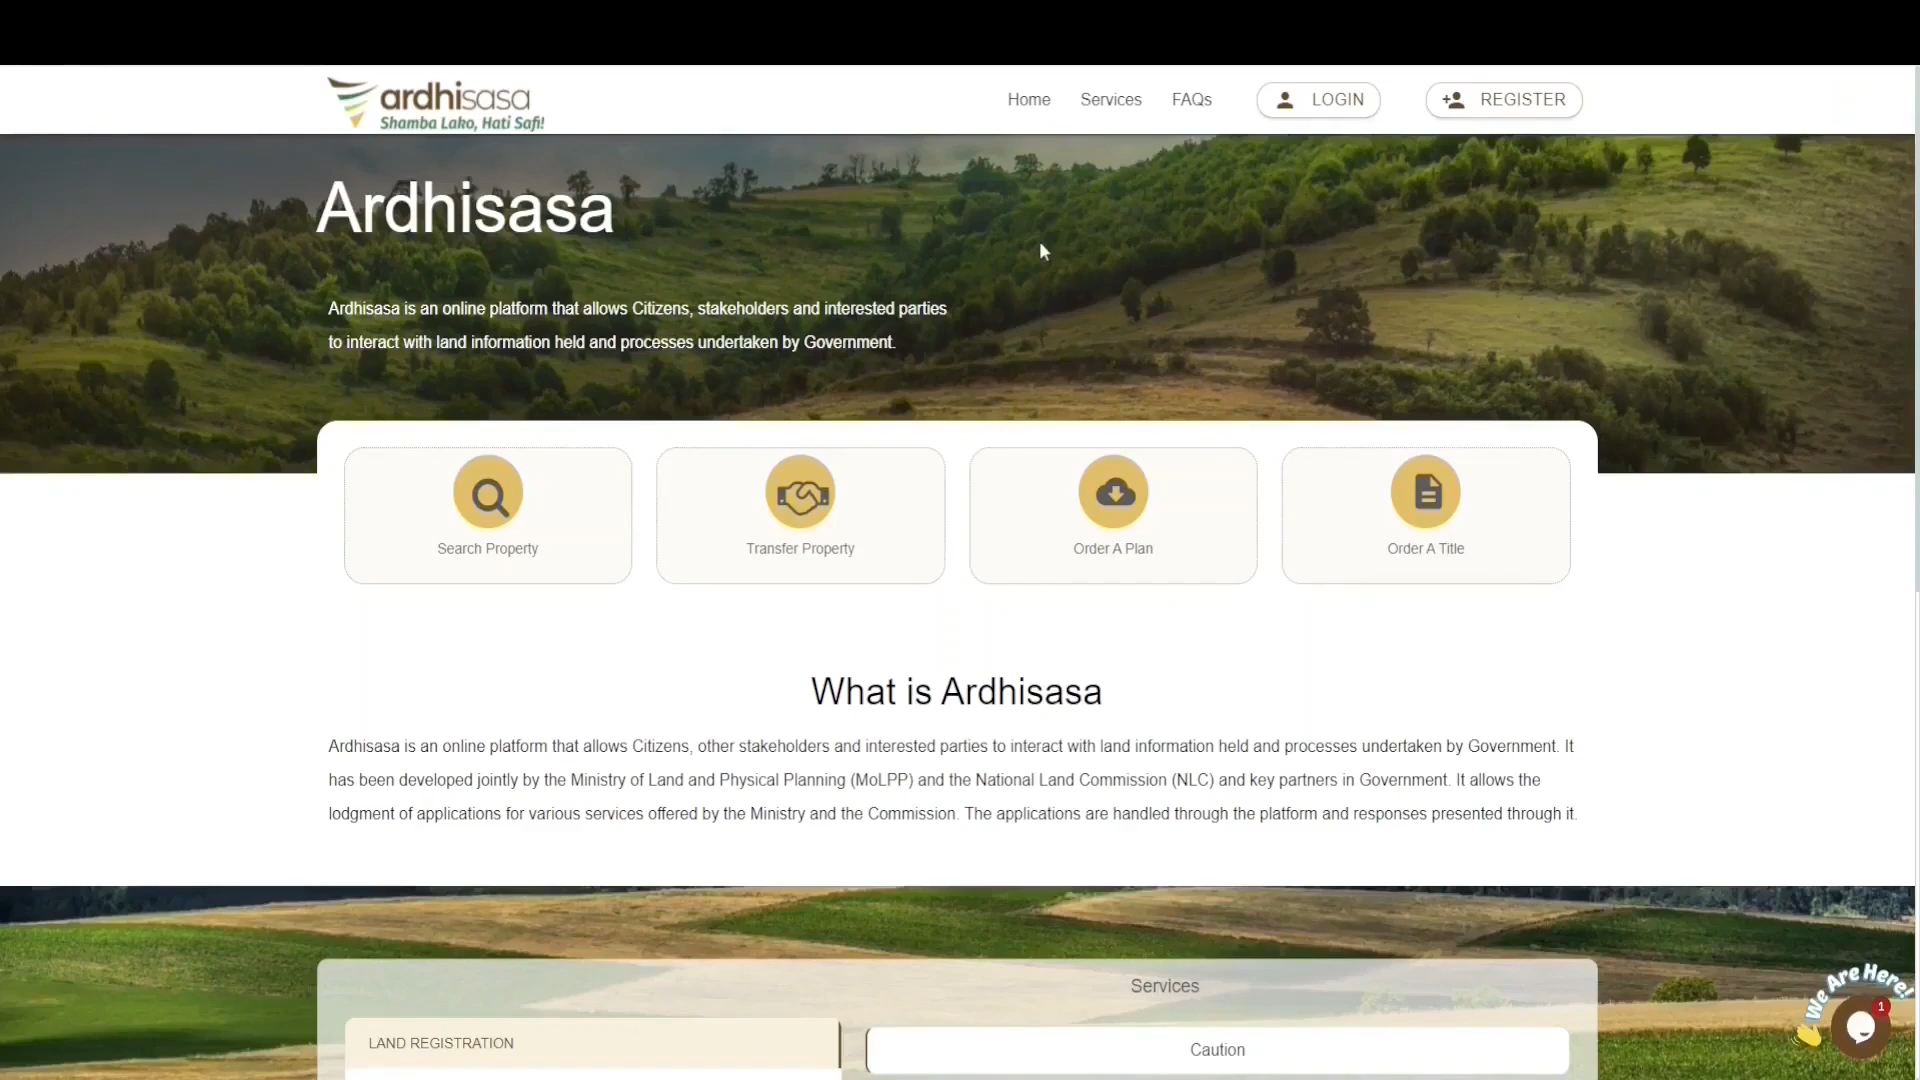 ardhisasa
Shamba Lako, Hati Safi!
Home
Services
FAQs
LOGIN
REGISTER
Ardhisasa
Ardhisasa is an online platform that allows Citizens, stakeholders and interested parties
to interact with land information held and processes undertaken by Government.
Search Property
Transfer Property
Order A Plan
Order A Title
What is Ardhisasa
Ardhisasa is an online platform that allows Citizens, other stakeholders and interested parties to interact with land information held and processes undertaken by Government. It
has been developed jointly by the Ministry of Land and Physical Planning (MoLPP) and the National Land Commission (NLC) and key partners in Government. It allows the
lodgment of applications for various services offered by the Ministry and the Commission. The applications are handled through the platform and responses presented through it.
Services
LAND REGISTRATION
Caution
We Are Here!
1